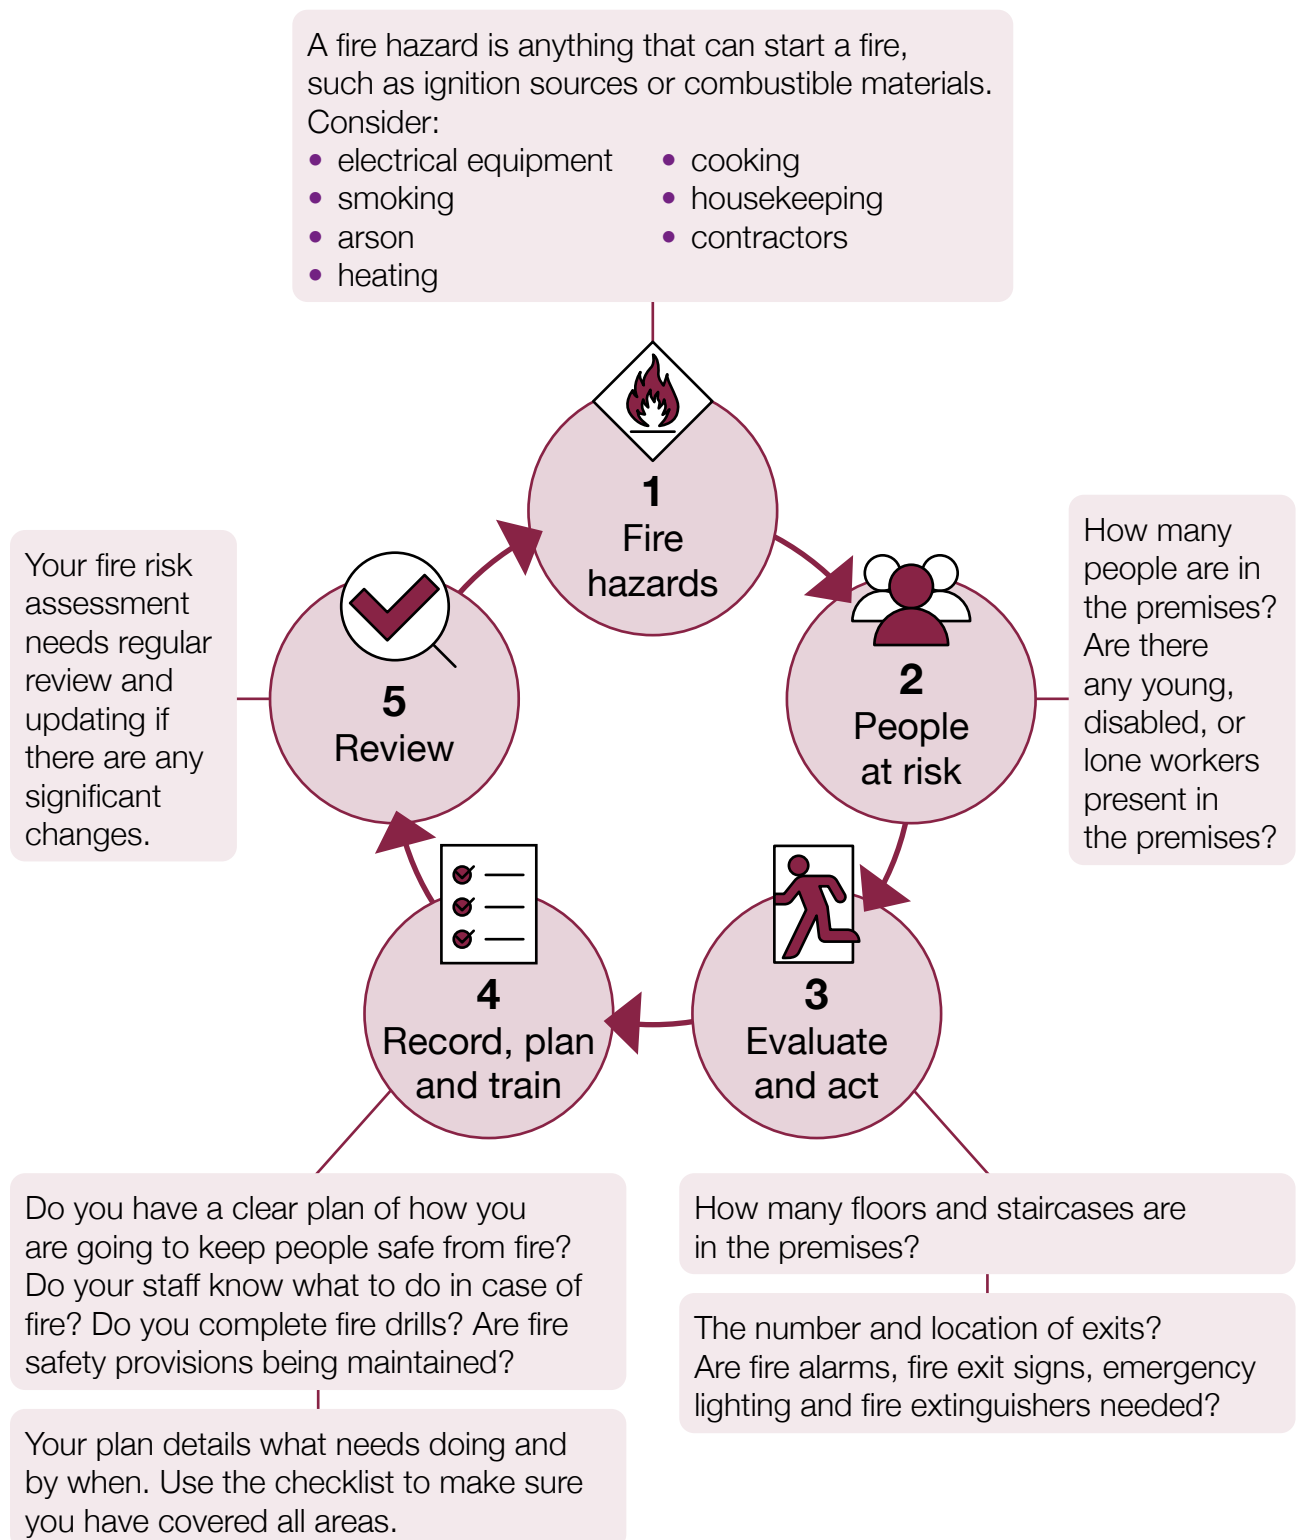 A fire hazard is anything that can start a fire,
such as ignition sources or combustible materials.
Consider:
• electrical equipment
• smoking
• arson
• heating
• cooking
• housekeeping
• contractors
1
Fire
hazards
How many
people are in
the premises?
Are there
any young,
disabled, or
lone workers
present in
the premises?
2
People
at risk
3
Evaluate
and act
How many floors and staircases are
in the premises?
The number and location of exits?
Are fire alarms, fire exit signs, emergency
lighting and fire extinguishers needed?
4
Record, plan
and train
Do you have a clear plan of how you
are going to keep people safe from fire?
Do your staff know what to do in case of
fire? Do you complete fire drills? Are fire
safety provisions being maintained?
Your plan details what needs doing and
by when. Use the checklist to make sure
you have covered all areas.
5
Review
Your fire risk
assessment
needs regular
review and
updating if
there are any
significant
changes.